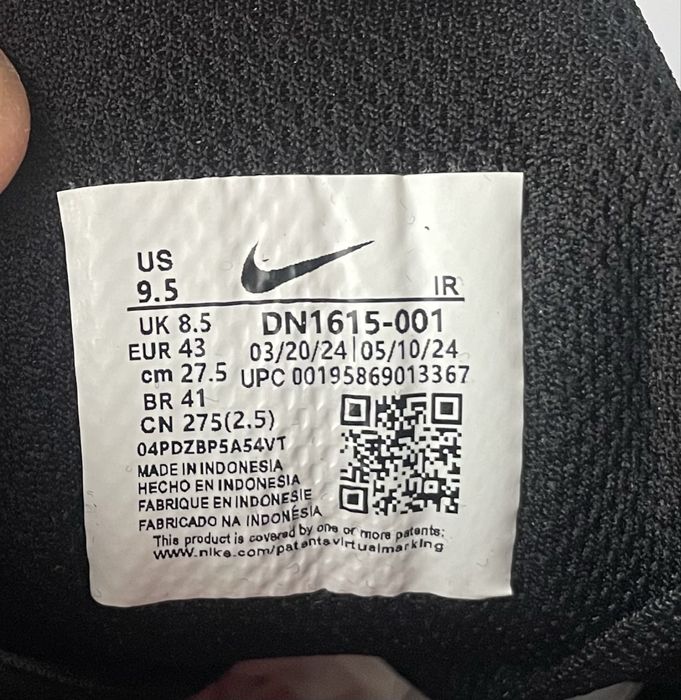 US
9.5 IR
UK 8.5 DN1615-001
EUR 43 03/20/24|05/10/24
cm 27.5 UPC 00195869013367
BR 41
CN 275(2.5)
04PDZBP5A54VT
MADE IN INDONESIA
HECHO EN INDONESIA
FABRIQUE EN INDONESIE
FABRICADO NA INDONÉSIA
This product is covered by one or more patents:
www.nike.com/patentsvirtualmarking